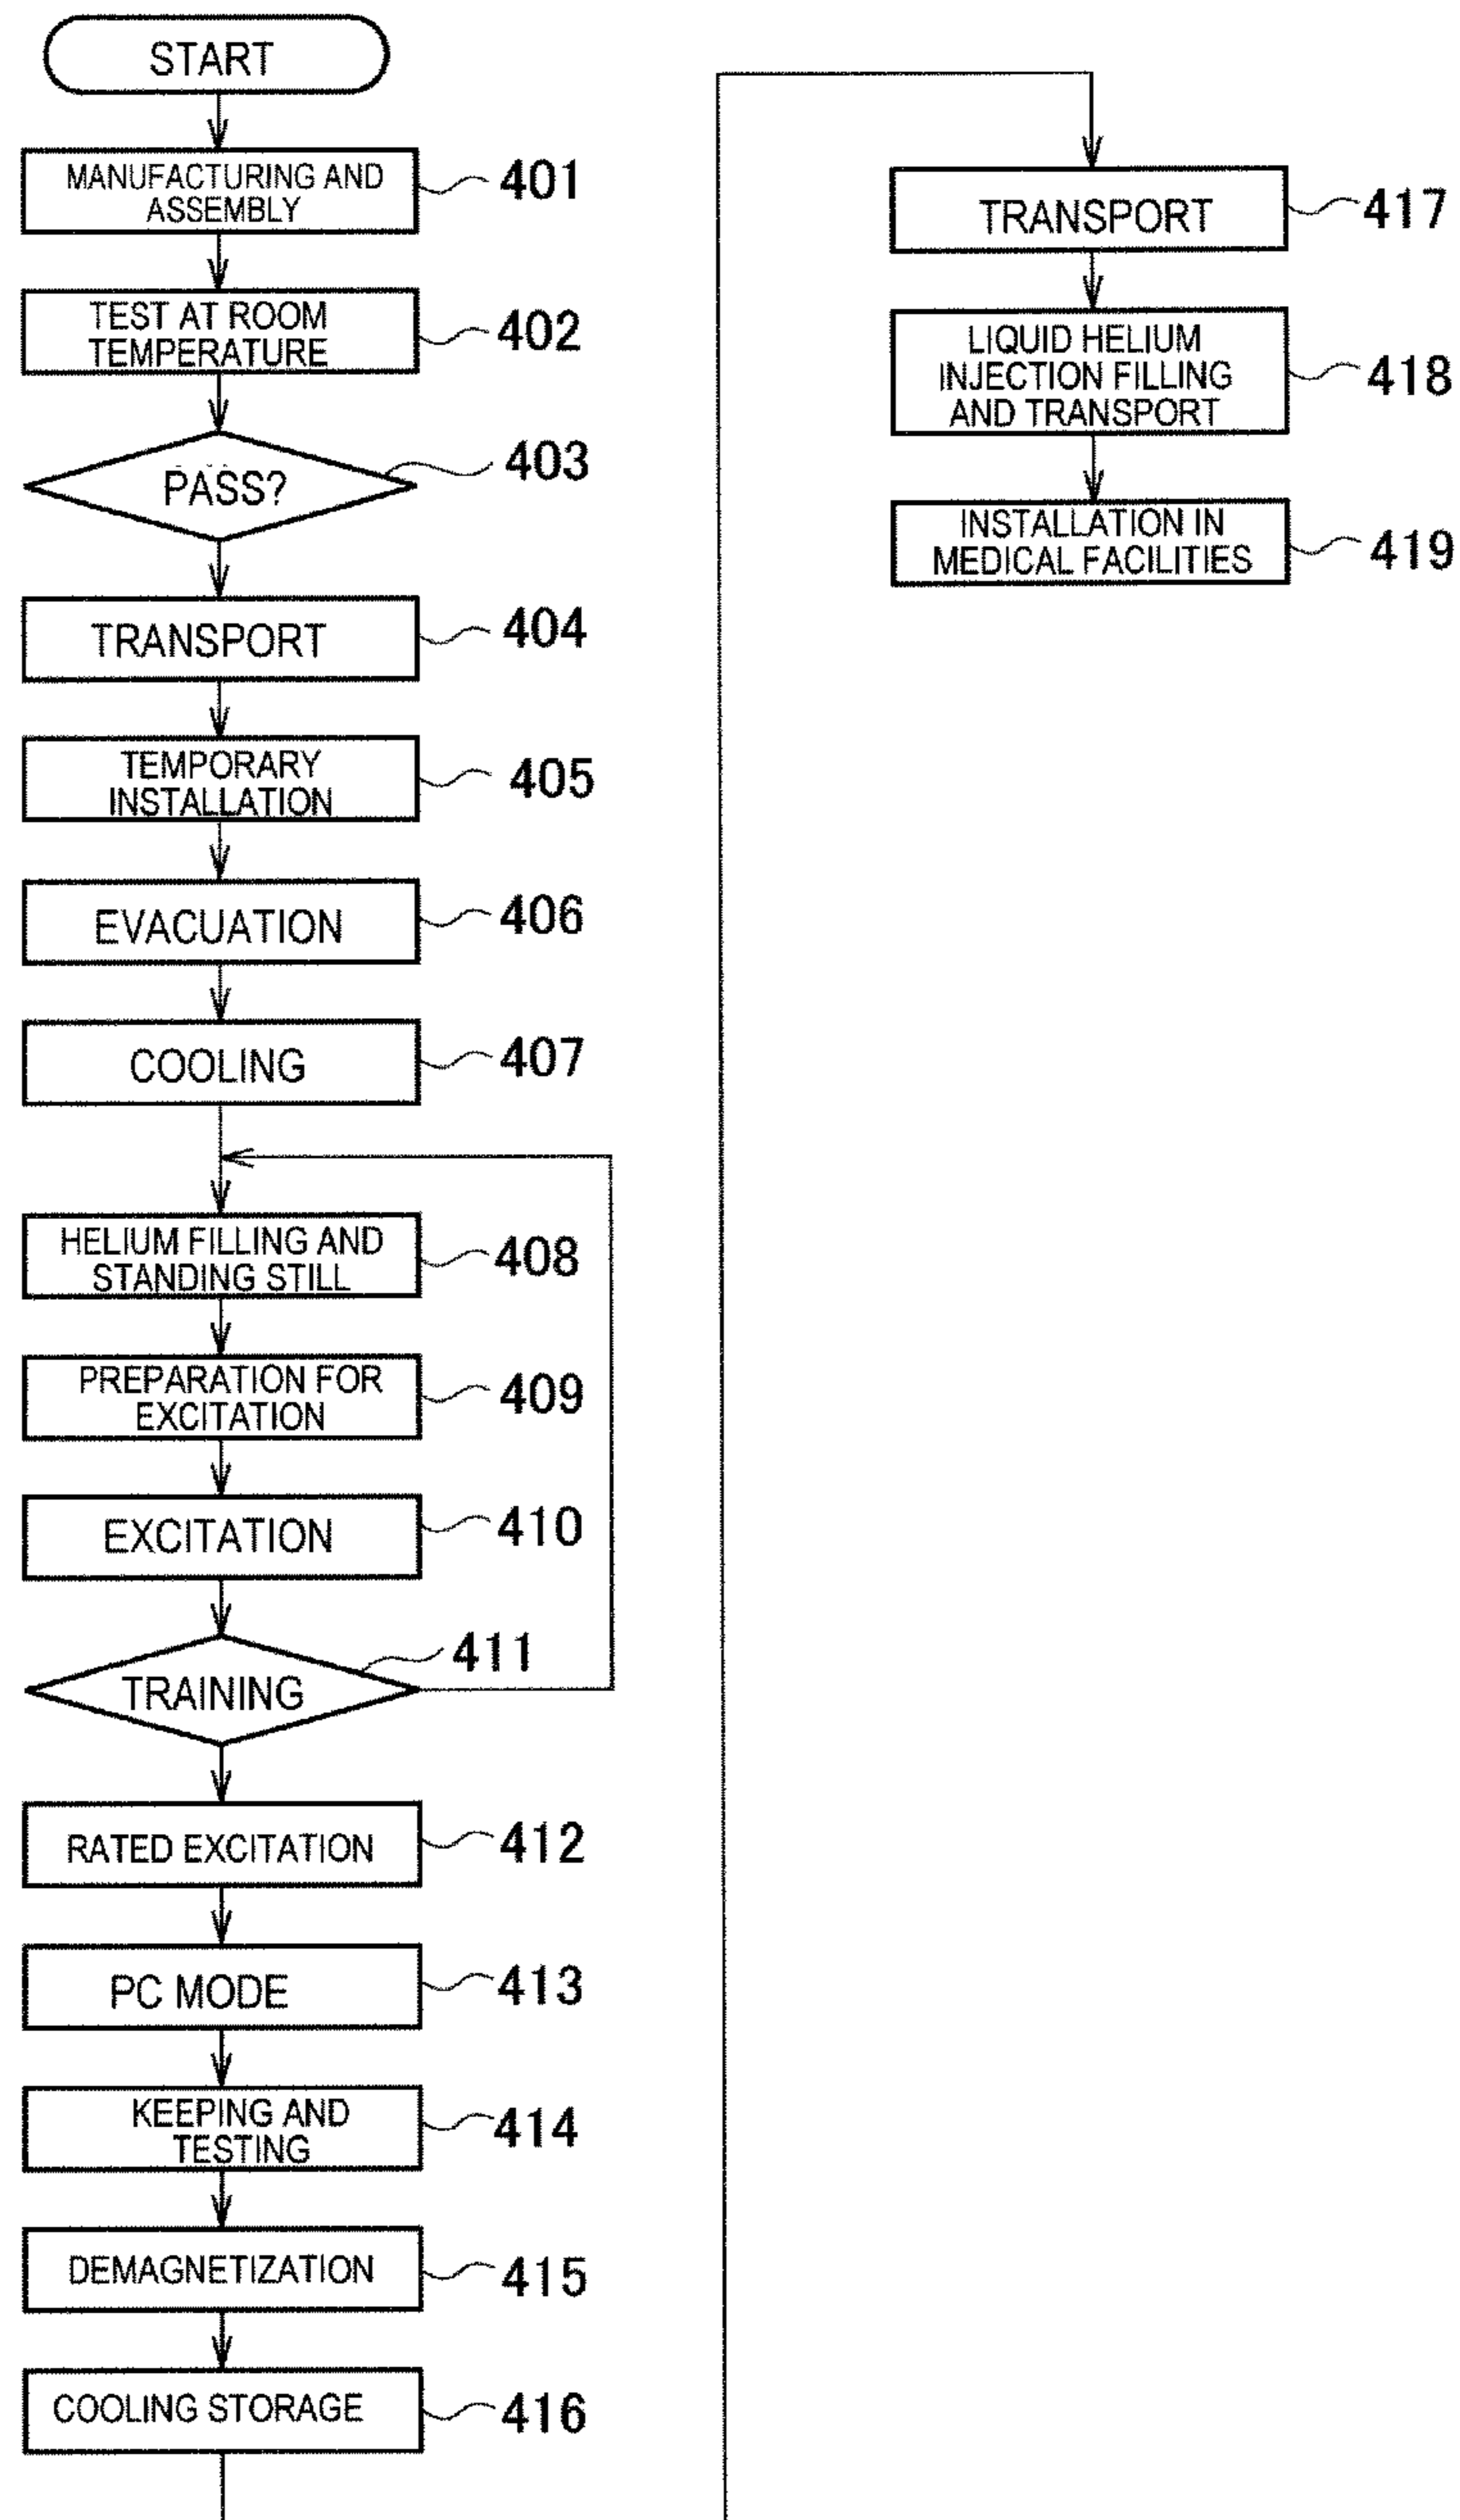 START
MANUFACTURING AND
ASSEMBLY
401
TEST AT ROOM
TEMPERATURE
402
PASS?
403
TRANSPORT
404
TEMPORARY
INSTALLATION
405
EVACUATION
406
COOLING
407
HELIUM FILLING AND
STANDING STILL
408
PREPARATION FOR
EXCITATION
409
EXCITATION
410
TRAINING
411
RATED EXCITATION
412
PC MODE
413
KEEPING AND
TESTING
414
DEMAGNETIZATION
415
COOLING STORAGE
416
TRANSPORT
417
LIQUID HELIUM
INJECTION FILLING
AND TRANSPORT
418
INSTALLATION IN
MEDICAL FACILITIES
419